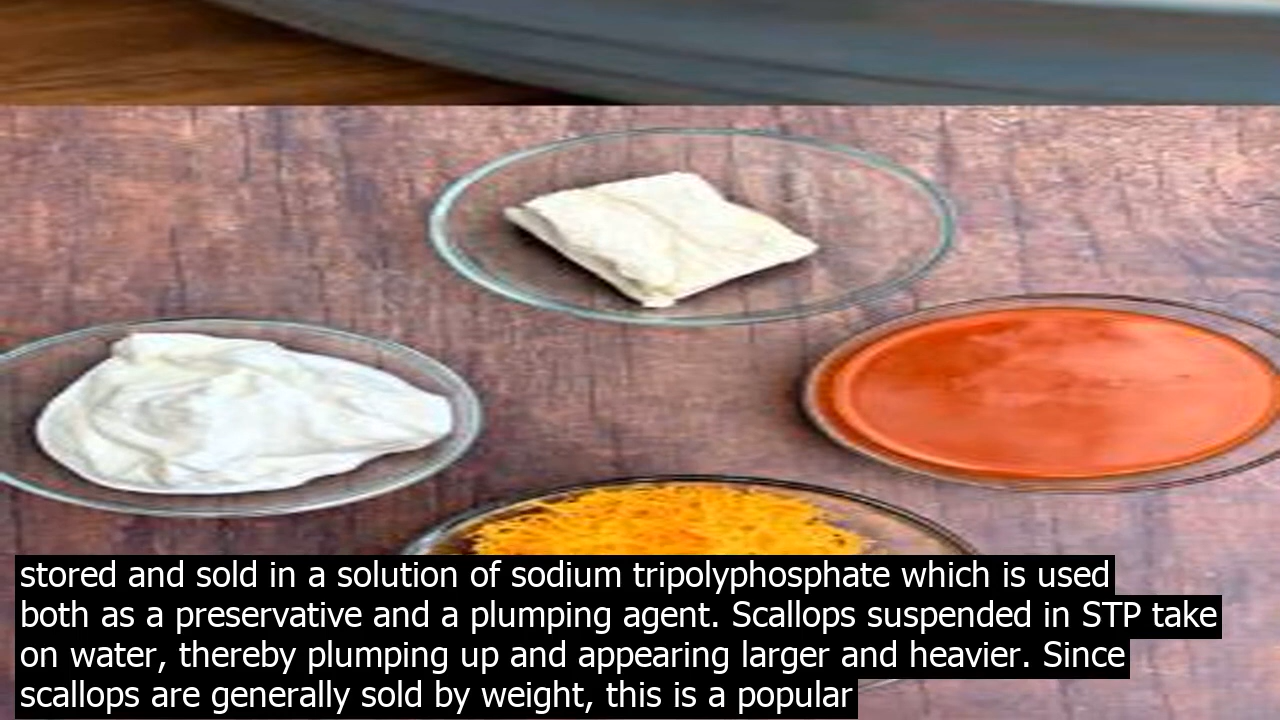 stored and sold in a solution of sodium tripolyphosphate which is used
both as a preservative and a plumping agent. Scallops suspended in STP take
on water, thereby plumping up and appearing larger and heavier. Since
scallops are generally sold by weight, this is a popular